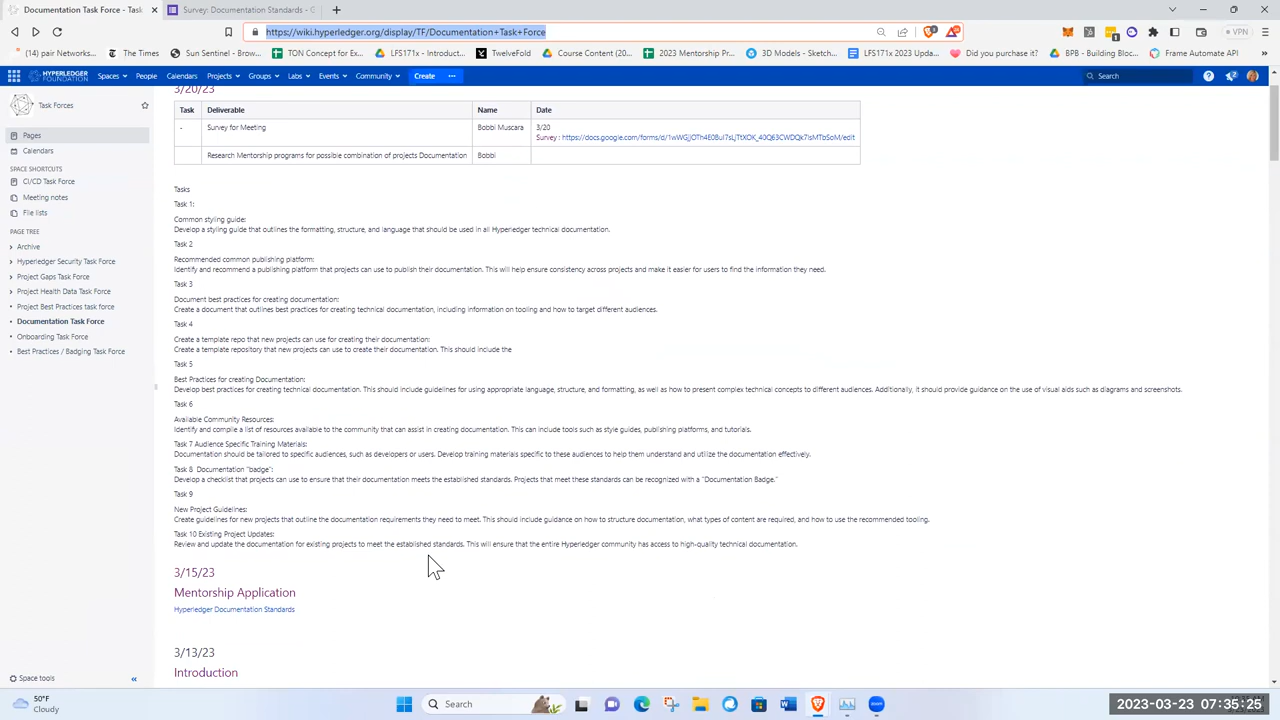 Documentation Task Force - Task F
Survey: Documentation Standards - G
https://wiki.hyperledger.org/display/TF/Documentation+Task+Force
VPN
(14) pair Networks...
The Times
Sun Sentinel - Brow...
TON Concept for Ex...
LFS171x - Introduct...
TwelveFold
Course Content (20...
2023 Mentorship Pr...
3D Models - Sketch...
LFS171x 2023 Updat...
Did you purchase it?
BPB - Building Bloc...
Frame Automate API
HYPERLEDGER FOUNDATION
Spaces
People
Calendars
Projects
Groups
Labs
Events
Community
Create
Search
Task Forces
Pages
Calendars
SPACE SHORTCUTS
CI/CD Task Force
Meeting notes
File lists
PAGE TREE
Archive
Hyperledger Security Task Force
Project Gaps Task Force
Project Health Data Task Force
Project Best Practices task force
Documentation Task Force
Onboarding Task Force
Best Practices / Badging Task Force
Space tools
3/20/23
Task Deliverable Name Date
- Survey for Meeting Bobbi Muscara 3/20
Research Mentorship programs for possible combination of projects Documentation Bobbi
Tasks
Task 1:
Common styling guide:
Develop a styling guide that outlines the formatting, structure, and language that should be used in all Hyperledger technical documentation.
Task 2
Recommended common publishing platform:
Identify and recommend a publishing platform that projects can use to publish their documentation. This will help ensure consistency across projects and make it easier for users to find the information they need.
Task 3
Document best practices for creating documentation:
Create a document that outlines best practices for creating technical documentation, including information on tooling and how to target different audiences.
Task 4
Create a template repo that new projects can use for creating their documentation:
Create a template repository that new projects can use to create their documentation. This should include the
Task 5
Best Practices for creating Documentation:
Develop best practices for creating technical documentation. This should include guidelines for using appropriate language, structure, and formatting, as well as how to present complex technical concepts to different audiences. Additionally, it should provide guidance on the use of visual aids such as diagrams and screenshots.
Task 6
Available Community Resources:
Identify and compile a list of resources available to the community that can assist in creating documentation. This can include tools such as style guides, publishing platforms, and tutorials.
Task 7 Audience Specific Training Materials:
Documentation should be tailored to specific audiences, such as developers or users. Develop training materials specific to these audiences to help them understand and utilize the documentation effectively.
Task 8 Documentation "badge":
Develop a checklist that projects can use to ensure that their documentation meets the established standards. Projects that meet these standards can be recognized with a "Documentation Badge."
Task 9
New Project Guidelines:
Create guidelines for new projects that outline the documentation requirements they need to meet. This should include guidance on how to structure documentation, what types of content are required, and how to use the recommended tooling.
Task 10 Existing Project Updates:
Review and update the documentation for existing projects to meet the established standards. This will ensure that the entire Hyperledger community has access to high-quality technical documentation.
3/15/23
Mentorship Application
Hyperledger Documentation Standards
3/13/23
Introduction
50°F
Cloudy
Search
2023-03-23 07:35:25